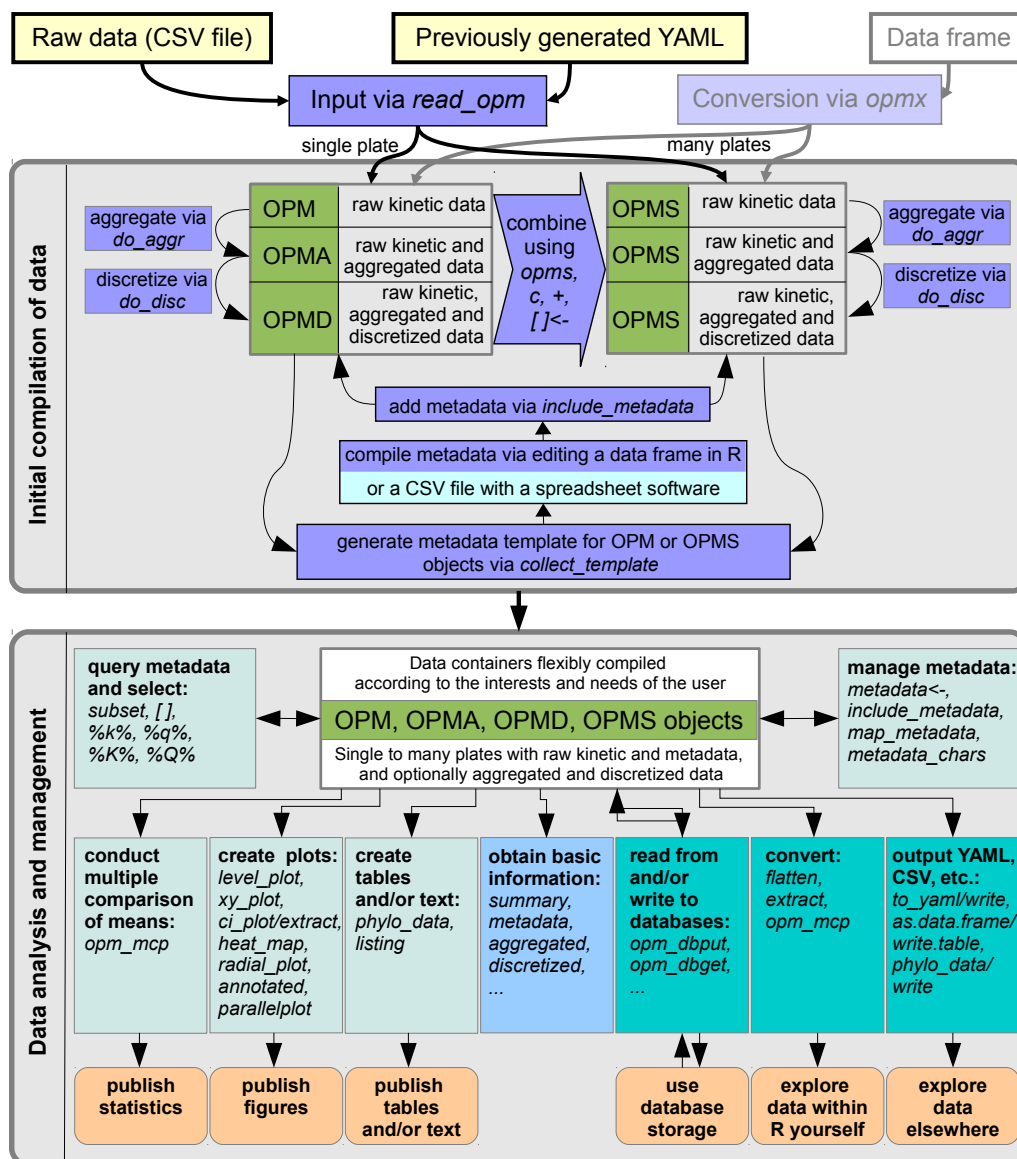 Raw data (CSV file)
Previously generated YAML
Data frame
Input via read_opm
Conversion via opmx
single plate
many plates
Initial compilation of data
aggregate via
do_aggr
discretize via
do_disc
OPM
raw kinetic data
OPMA
raw kinetic and
aggregated data
OPMD
raw kinetic,
aggregated and
discretized data
combine
using
opms,
c, +,
[ ]<-
OPMS
raw kinetic data
OPMS
raw kinetic and
aggregated data
OPMS
raw kinetic,
aggregated and
discretized data
aggregate via
do_aggr
discretize via
do_disc
add metadata via include_metadata
compile metadata via editing a data frame in R
or a CSV file with a spreadsheet software
generate metadata template for OPM or OPMS
objects via collect_template
Data analysis and management
query metadata
and select:
subset, [ ],
%k%, %q%,
%K%, %Q%
Data containers flexibly compiled
according to the interests and needs of the user
OPM, OPMA, OPMD, OPMS objects
Single to many plates with raw kinetic and metadata,
and optionally aggregated and discretized data
manage metadata:
metadata<-,
include_metadata,
map_metadata,
metadata_chars
conduct
multiple
comparison
of means:
opm_mcp
create plots:
level_plot,
xy_plot,
ci_plot/extract,
heat_map,
radial_plot,
annotated,
parallelplot
create
tables
and/or text:
phylo_data,
listing
obtain basic
information:
summary,
metadata,
aggregated,
discretized,
...
read from
and/or
write to
databases:
opm_dbput,
opm_dbget,
...
convert:
flatten,
extract,
opm_mcp
output YAML,
CSV, etc.:
to_yaml/write,
as.data.frame/
write.table,
phylo_data/
write
publish
statistics
publish
figures
publish
tables
and/or text
use
database
storage
explore
data within
R yourself
explore
data
elsewhere